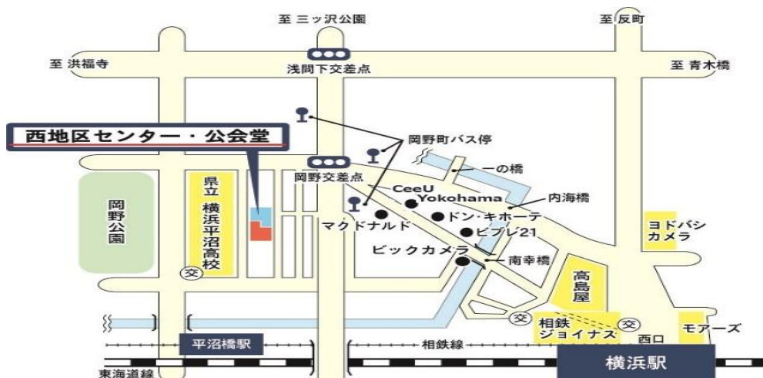 至 三ッ沢公園
至 反町
至 洪福寺
浅間下交差点
至 青木橋
西地区センター・公会堂
岡野町バス停
一の橋
岡野交差点
CeeU
Yokohama
内海橋
岡野公園
県立 横浜平沼高校
マクドナルド
ドン・キホーテ
ビブレ21
ヨドバシ
カメラ
ビックカメラ
南幸橋
交
高島屋
交
相鉄
ジョイナス
交
西口
モアーズ
平沼橋駅
相鉄線
横浜駅
東海道線